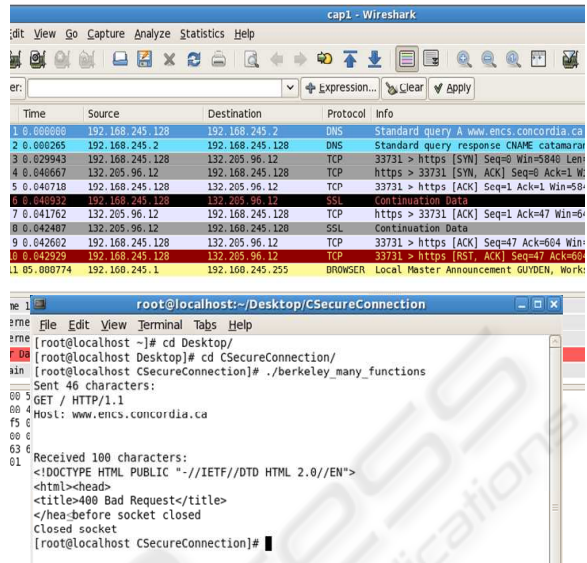 cap1 - Wireshark
dit View Go Capture Analyze Statistics Help
er: Expression... Clear Apply
Time Source Destination Protocol Info
1 0.000000 192.168.245.128 192.168.245.2 DNS Standard query A www.encs.concordia.ca
2 0.000265 192.168.245.2 192.168.245.128 DNS Standard query response CNAME catamaran
3 0.029943 192.168.245.128 132.205.96.12 TCP 33731 > https [SYN] Seq=0 Win=5840 Len=
4 0.040667 132.205.96.12 192.168.245.128 TCP https > 33731 [SYN, ACK] Seq=0 Ack=1 Wi
5 0.040718 192.168.245.128 132.205.96.12 TCP 33731 > https [ACK] Seq=1 Ack=1 Win=584
6 0.040932 192.168.245.128 132.205.96.12 SSL Continuation Data
7 0.041762 132.205.96.12 192.168.245.128 TCP https > 33731 [ACK] Seq=1 Ack=47 Win=64
8 0.042487 132.205.96.12 192.168.245.128 SSL Continuation Data
9 0.042602 192.168.245.128 132.205.96.12 TCP 33731 > https [ACK] Seq=47 Ack=604 Win=
10 0.042929 192.168.245.128 132.205.96.12 TCP 33731 > https [RST, ACK] Seq=47 Ack=604
11 85.080774 192.168.245.1 192.168.245.255 BROWSER Local Master Announcement GUYDEN, Works
root@localhost:~/Desktop/CSecureConnection
File Edit View Terminal Tabs Help
[root@localhost ~]# cd Desktop/
[root@localhost Desktop]# cd CSecureConnection/
[root@localhost CSecureConnection]# ./berkeley_many_functions
Sent 46 characters:
GET / HTTP/1.1
Host: www.encs.concordia.ca
Received 100 characters:
<!DOCTYPE HTML PUBLIC "-//IETF//DTD HTML 2.0//EN">
<html><head>
<title>400 Bad Request</title>
</hea before socket closed
Closed socket
[root@localhost CSecureConnection]#